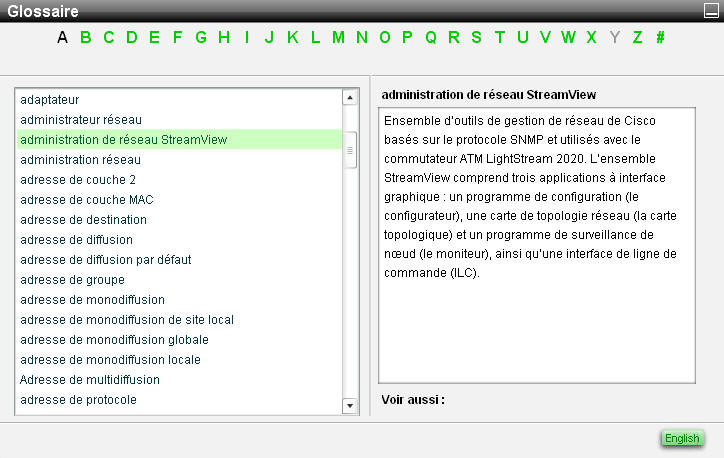 Glossaire
A B C D E F G H I J K L M N O P Q R S T U V W X Y Z #
adaptateur
administrateur réseau
administration de réseau StreamView
administration réseau
adresse de couche 2
adresse de couche MAC
adresse de destination
adresse de diffusion
adresse de diffusion par défaut
adresse de groupe
adresse de monodiffusion
adresse de monodiffusion de site local
adresse de monodiffusion globale
adresse de monodiffusion locale
Adresse de multidiffusion
adresse de protocole
administration de réseau StreamView
Ensemble d'outils de gestion de réseau de Cisco
basés sur le protocole SNMP et utilisés avec le
commutateur ATM LightStream 2020. L'ensemble
StreamView comprend trois applications à interface
graphique : un programme de configuration (le
configurateur), une carte de topologie réseau (la carte
topologique) et un programme de surveillance de
nœud (le moniteur), ainsi qu'une interface de ligne de
commande (ILC).
Voir aussi :
English